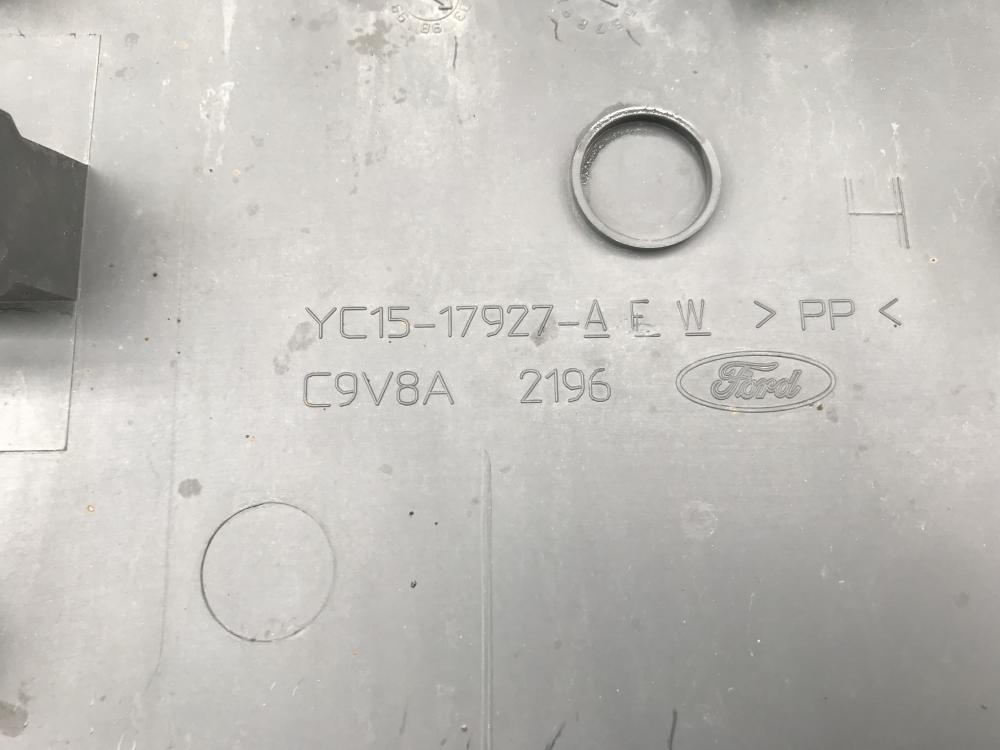 H
YC15-17927-A E W >PP<
C9V8A 2196 Ford